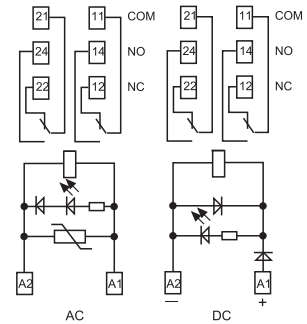 21 11 COM 21 11 COM
24 14 NO 24 14 NO
22 12 NC 22 12 NC
A2 A1 A2 A1
— +
AC DC